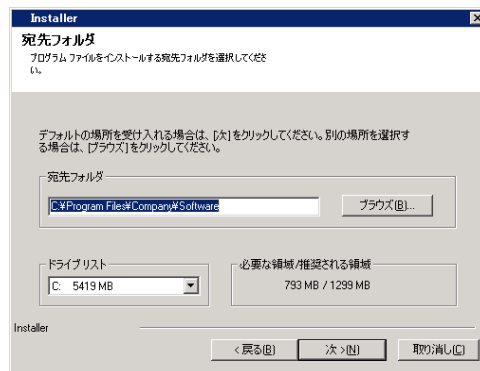 Installer
宛先フォルダ
プログラム ファイルをインストールする宛先フォルダを選択してくださ
い。
デフォルトの場所を受け入れる場合は、[次]をクリックしてください。別の場所を選択す
る場合は、[ブラウズ]をクリックしてください。
宛先フォルダ
C:¥Program Files¥Company¥Software
ブラウズ(B)...
ドライブ リスト
必要な領域/推奨される領域
C: 5419 MB
793 MB / 1299 MB
Installer
< 戻る(B)
次 >(N)
取り消し(C)